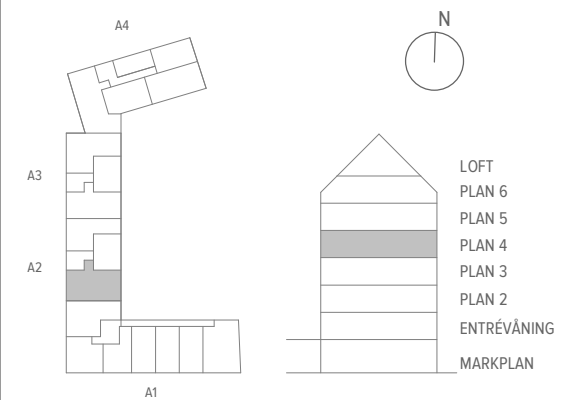 A4
N
A3
A2
A1
LOFT
PLAN 6
PLAN 5
PLAN 4
PLAN 3
PLAN 2
ENTRÉVÅNING
MARKPLAN